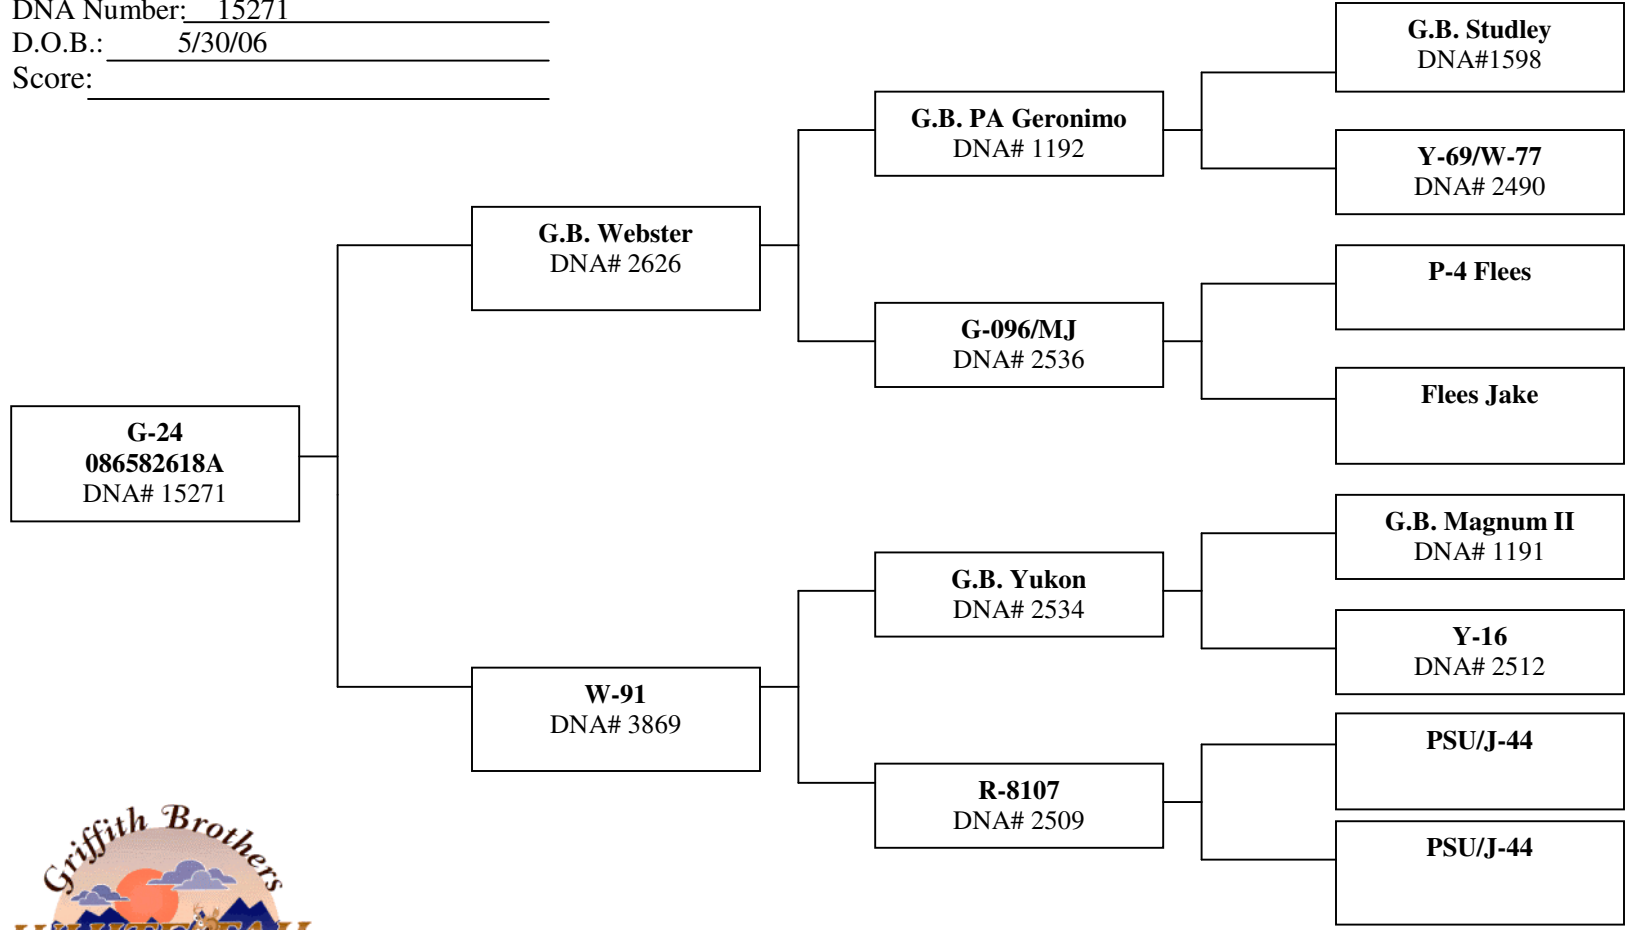 DNA Number: 15271
D.O.B.: 5/30/06
Score:
G.B. Studley
DNA#1598
G.B. PA Geronimo
DNA# 1192
Y-69/W-77
DNA# 2490
G.B. Webster
DNA# 2626
P-4 Flees
G-096/MJ
DNA# 2536
Flees Jake
G-24
086582618A
DNA# 15271
G.B. Magnum II
DNA# 1191
G.B. Yukon
DNA# 2534
Y-16
DNA# 2512
W-91
DNA# 3869
PSU/J-44
R-8107
DNA# 2509
PSU/J-44
Griffith Brothers